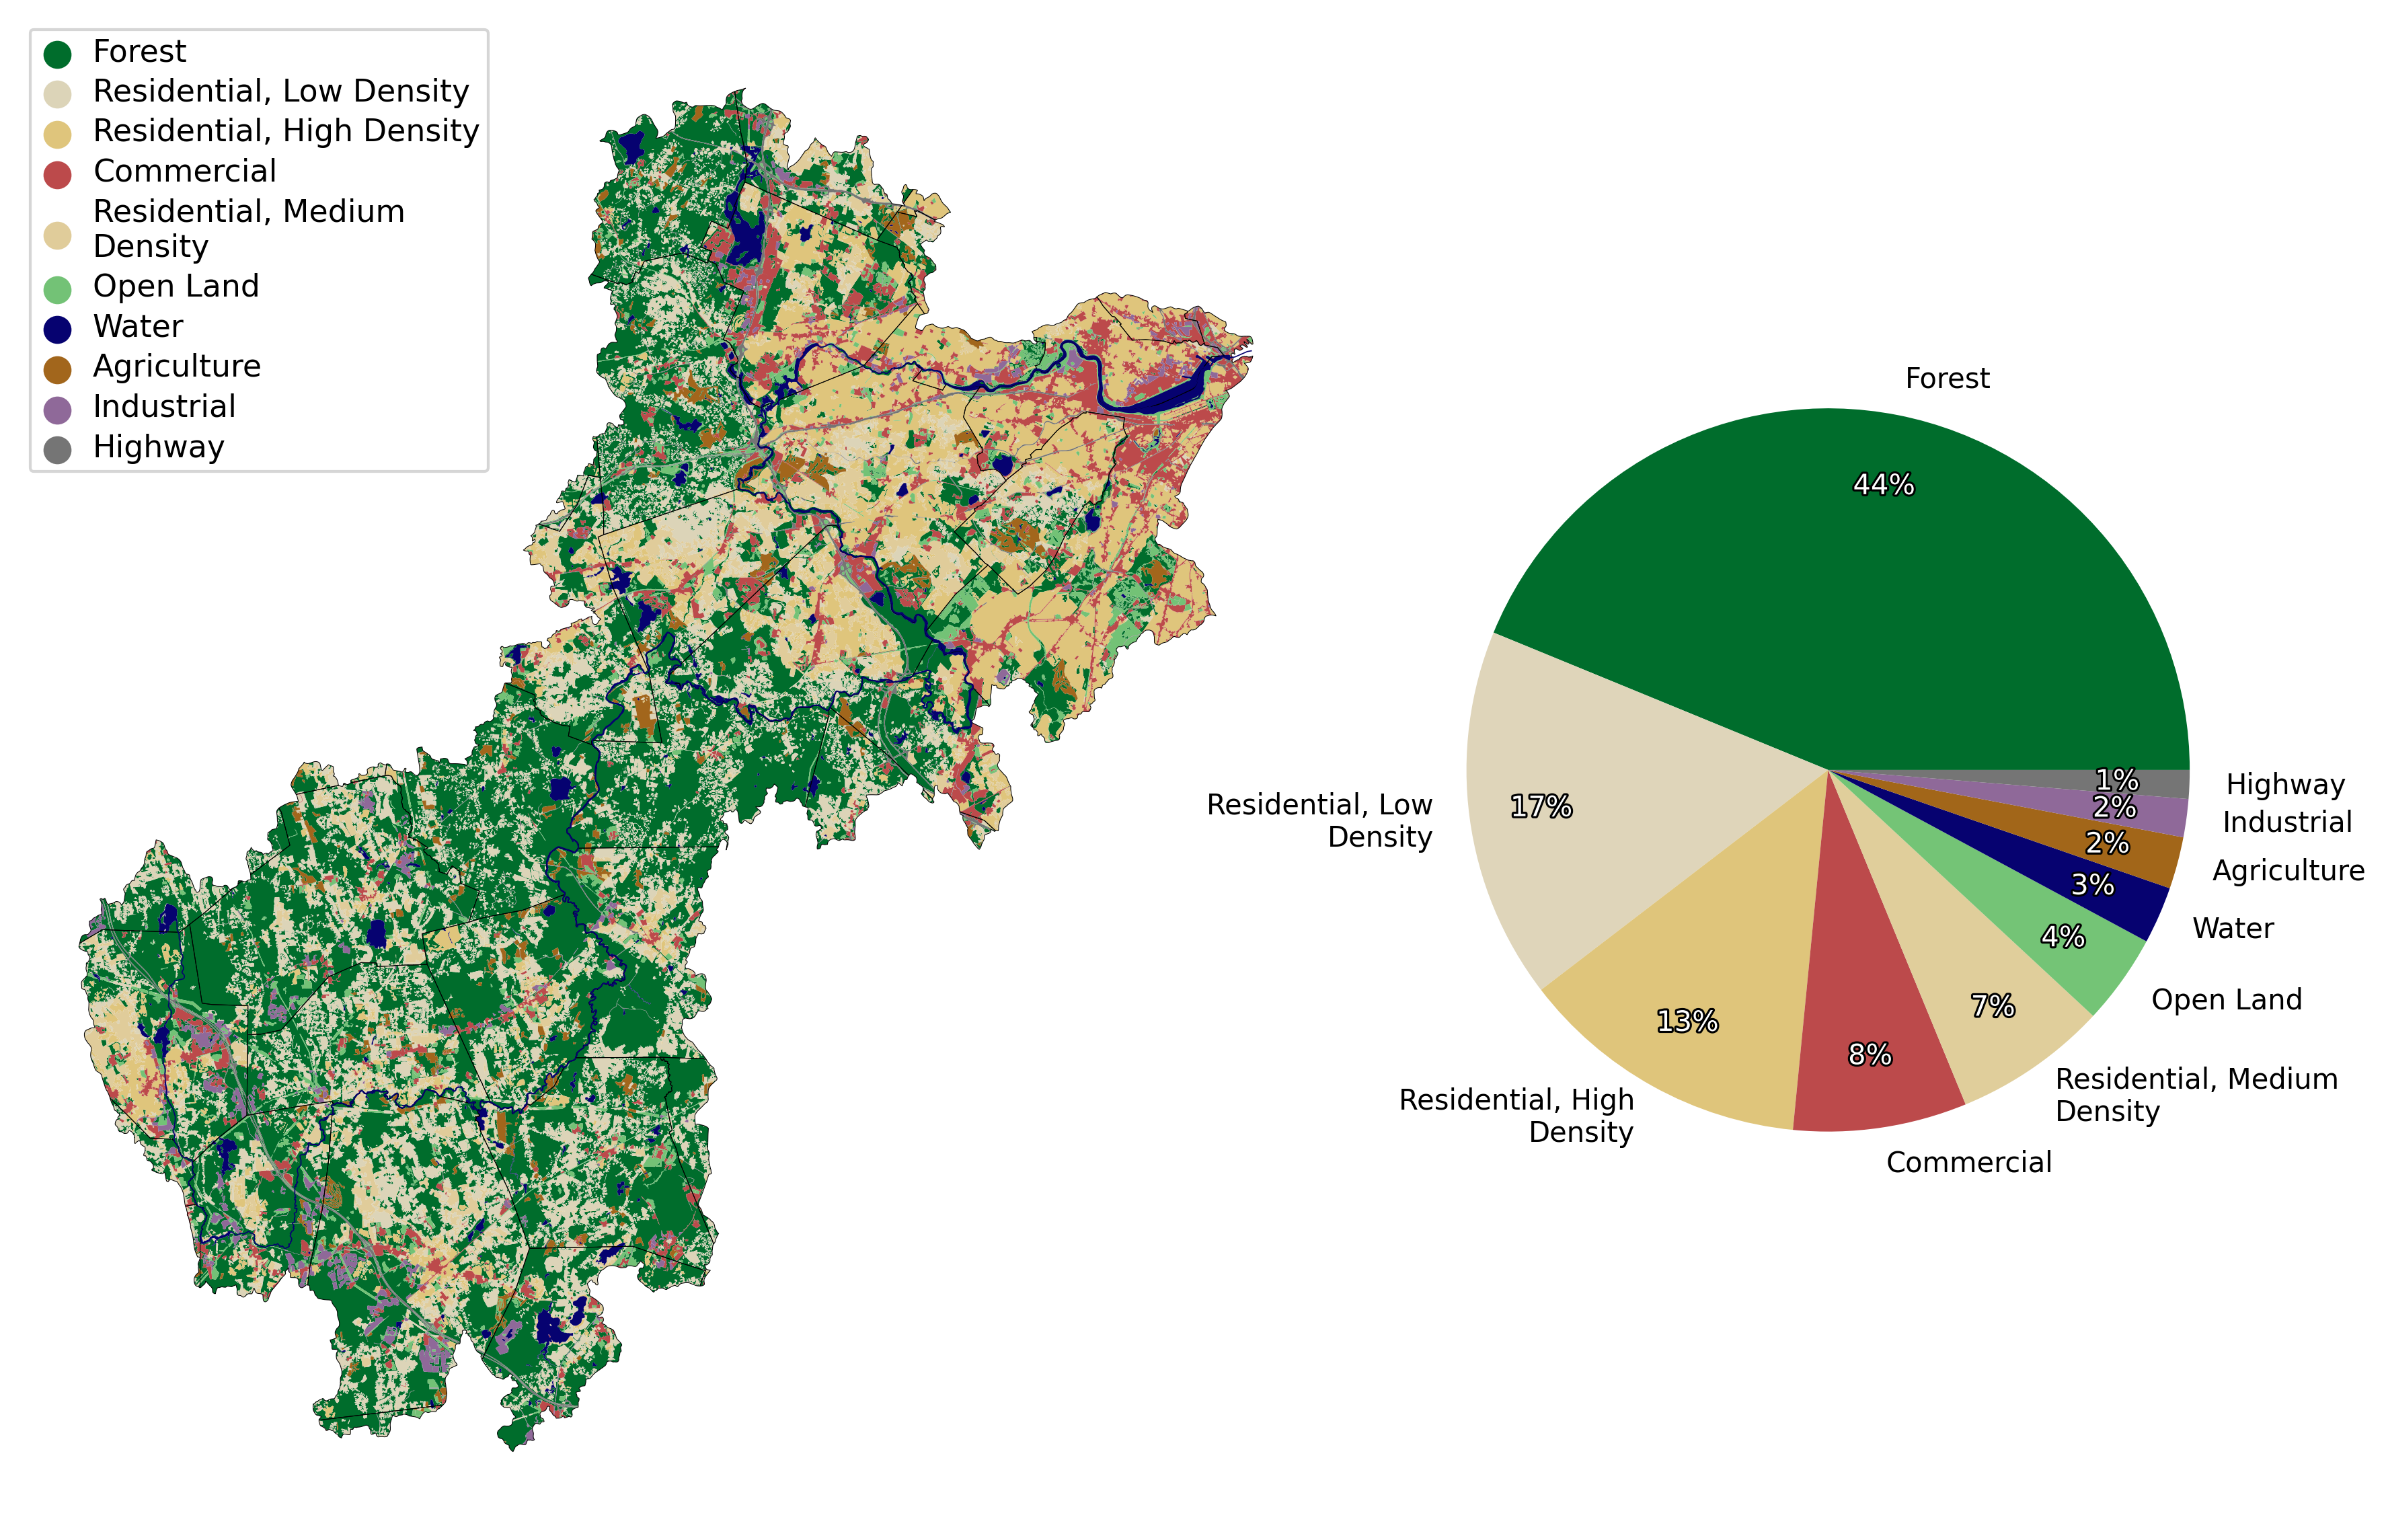 Forest
Residential, Low Density
Residential, High Density
Commercial
Residential, Medium
Density
Open Land
Water
Agriculture
Industrial
Highway
Forest
44%
Residential, Low
Density
17%
Residential, High
Density
13%
Commercial
8%
Residential, Medium
Density
7%
Open Land
4%
Water
3%
Agriculture
2%
Industrial
2%
Highway
1%